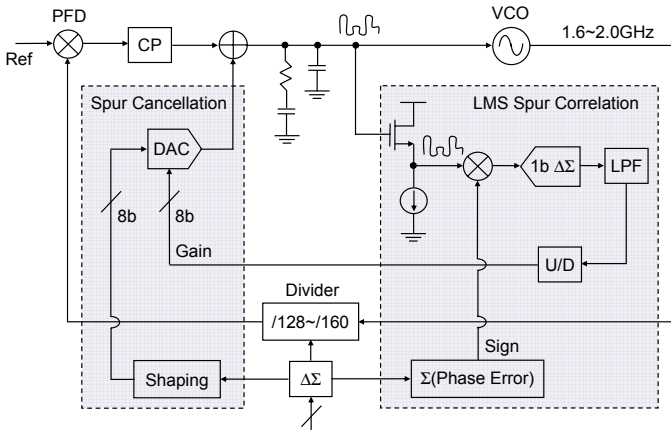 PFD
VCO
CP
1.6~2.0GHz
Ref
Spur Cancellation
LMS Spur Correlation
DAC
1b ΔΣ
LPF
8b
8b
Gain
U/D
Divider
/128~/160
Sign
Shaping
ΔΣ
Σ(Phase Error)